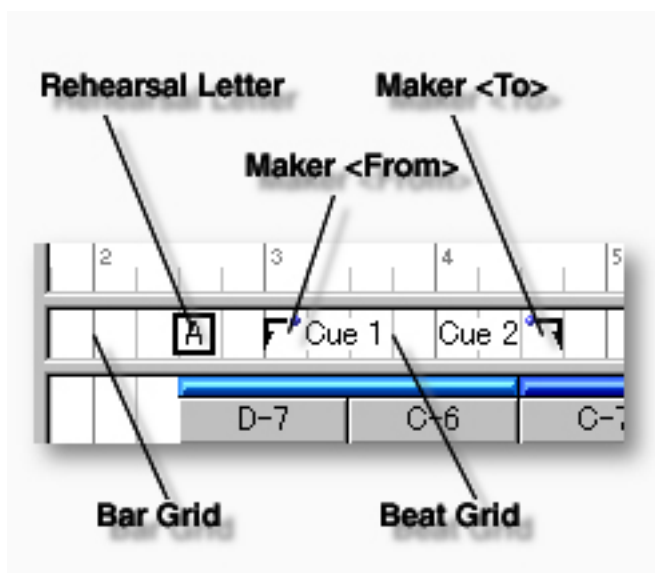 Rehearsal Letter
Maker <To>
Maker <From>
2 3 4 5
A Cue 1 Cue 2
D-7 C-6 C-7
Bar Grid
Beat Grid